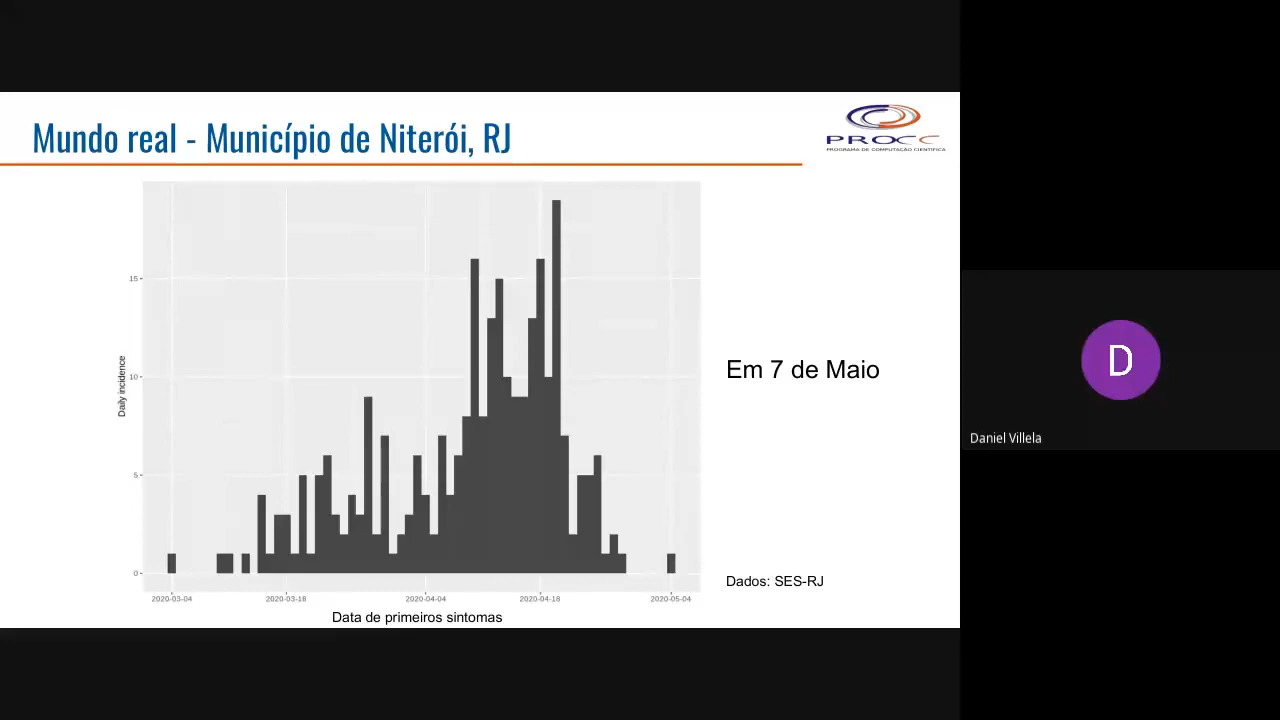 Mundo real - Município de Niterói, RJ
PROCC
PROGRAMA DE COMPUTAÇÃO CIENTÍFICA
15
10
5
0
Daily incidence
2020-03-04
2020-03-18
2020-04-04
2020-04-18
2020-05-04
Data de primeiros sintomas
Em 7 de Maio
Dados: SES-RJ
D
Daniel Villela